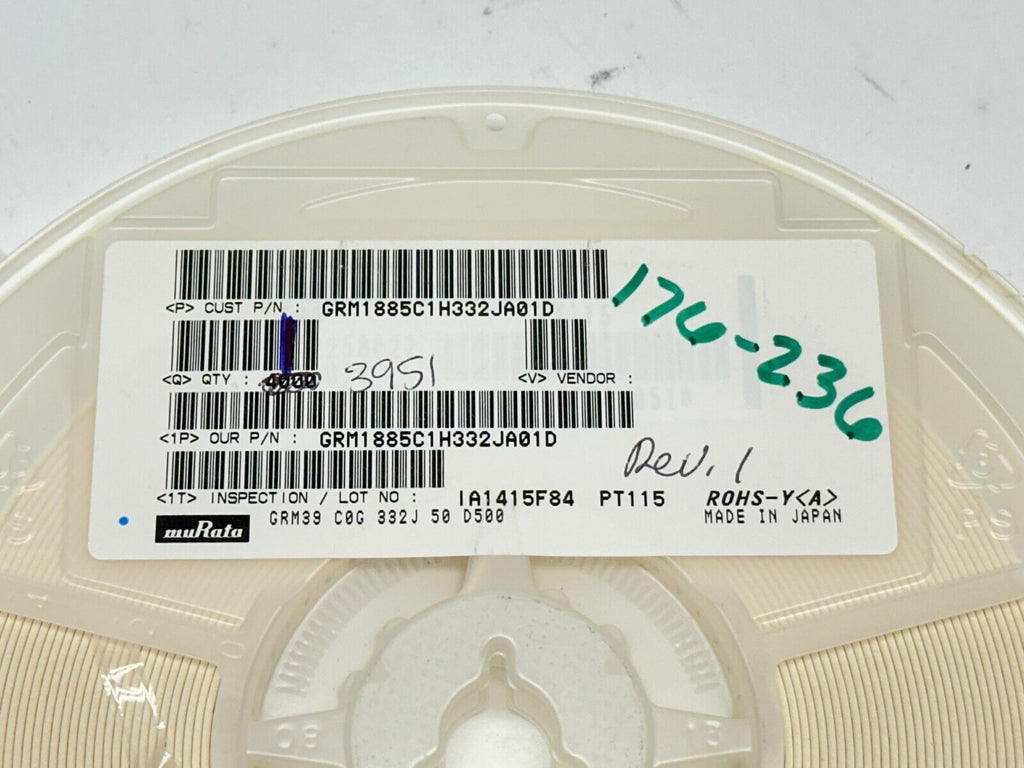 <P> CUST P/N : GRM1885C1H332JA01D
174-236
<Q> QTY : 4000 3951 <V> VENDOR :
<1P> OUR P/N : GRM1885C1H332JA01D
Rev. 1
<1T> INSPECTION / LOT NO : IA1415F84 PT115 ROHS-Y<A>
muRata GRM39 C0G 332J 50 D500 MADE IN JAPAN